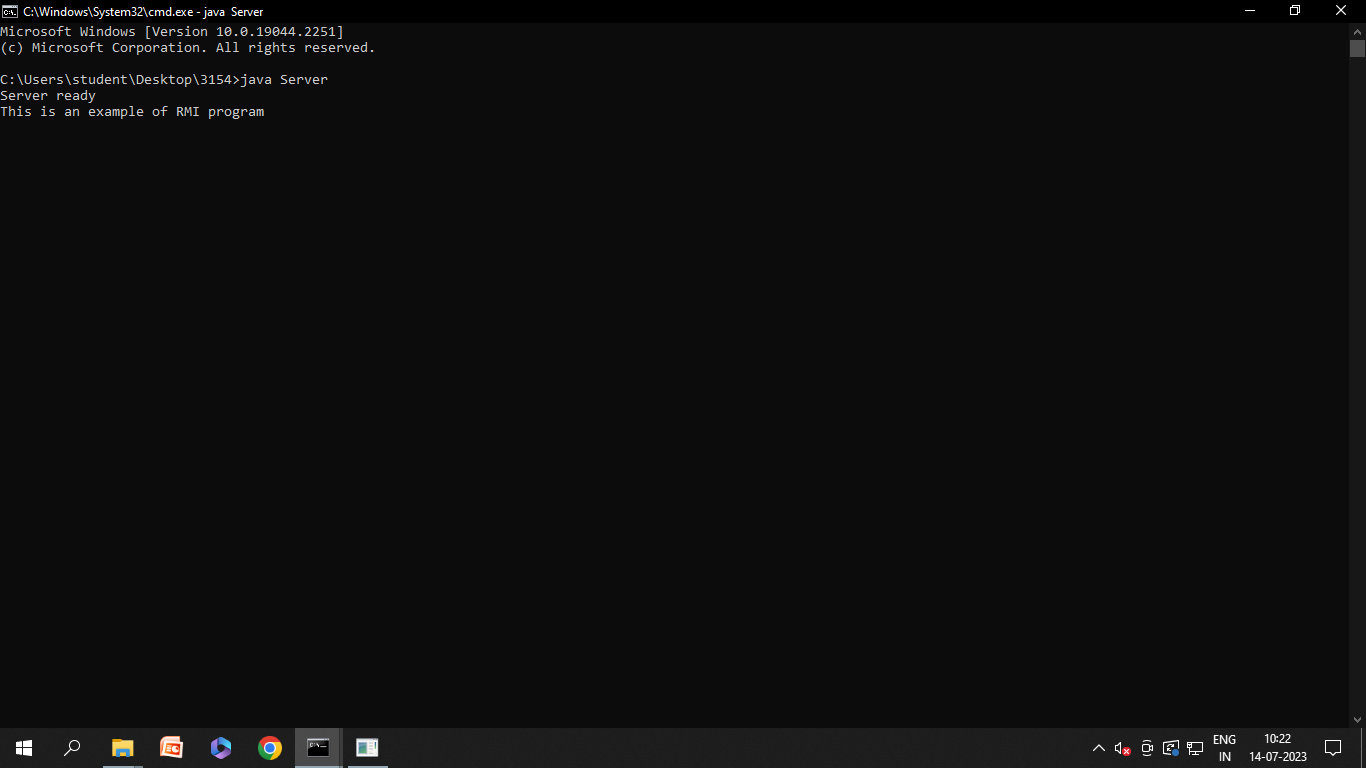 C:\Windows\System32\cmd.exe - java  Server
Microsoft Windows [Version 10.0.19044.2251]
(c) Microsoft Corporation. All rights reserved.
C:\Users\student\Desktop\3154>java Server
Server ready
This is an example of RMI program
ENG
IN
10:22
14-07-2023